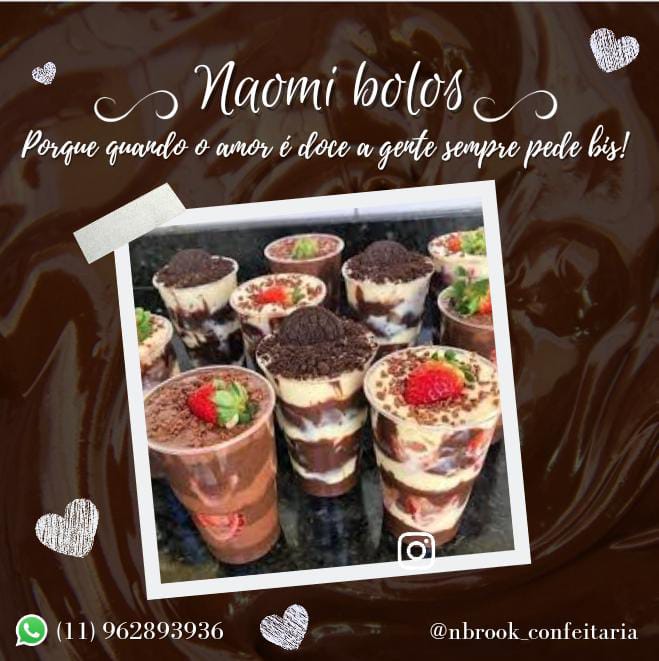 Naomi bolos
Porque quando o amor é doce a gente sempre pede bis!
(11) 962893936
@nbrook_confeitaria